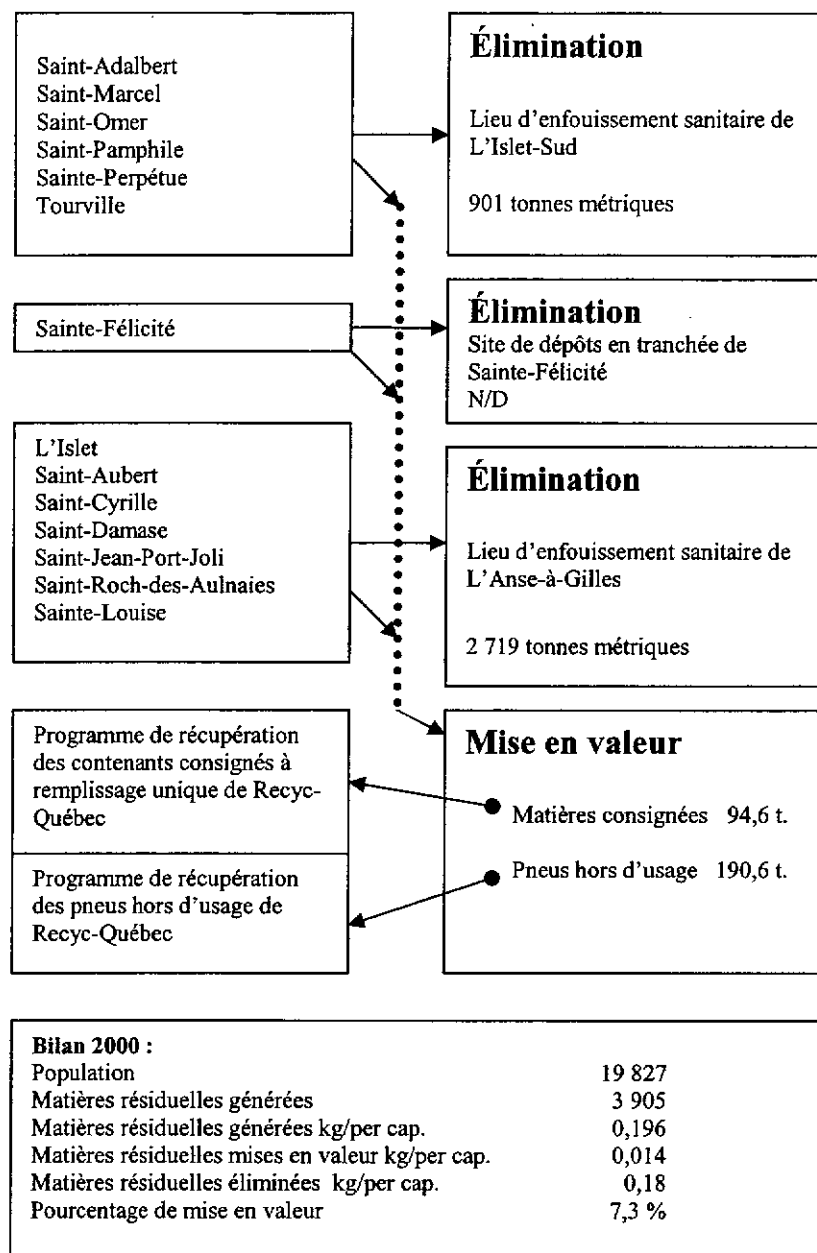 Saint-Adalbert
Saint-Marcel
Saint-Omer
Saint-Pamphile
Sainte-Perpétue
Tourville
Élimination
Lieu d'enfouissement sanitaire de
L'Islet-Sud
901 tonnes métriques
Sainte-Félicité
Élimination
Site de dépôts en tranchée de
Sainte-Félicité
N/D
L'Islet
Saint-Aubert
Saint-Cyrille
Saint-Damase
Saint-Jean-Port-Joli
Saint-Roch-des-Aulnaies
Sainte-Louise
Élimination
Lieu d'enfouissement sanitaire de
L'Anse-à-Gilles
2 719 tonnes métriques
Programme de récupération
des contenants consignés à
remplissage unique de Recyc-
Québec
Programme de récupération
des pneus hors d'usage de
Recyc-Québec
Mise en valeur
Matières consignées 94,6 t.
Pneus hors d'usage 190,6 t.
Bilan 2000 :
Population 19 827
Matières résiduelles générées 3 905
Matières résiduelles générées kg/per cap. 0,196
Matières résiduelles mises en valeur kg/per cap. 0,014
Matières résiduelles éliminées kg/per cap. 0,18
Pourcentage de mise en valeur 7,3 %